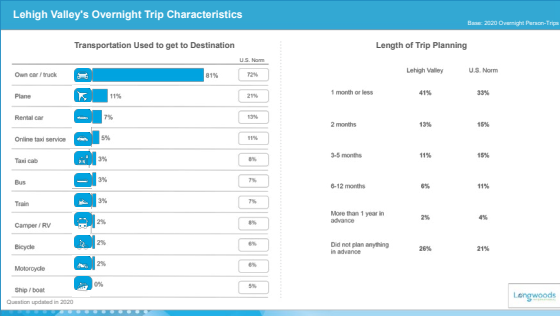 Lehigh Valley's Overnight Trip Characteristics
Base: 2020 Overnight Person-Trips
Transportation Used to get to Destination
U.S. Norm
Own car / truck 81% 72%
Plane 11% 21%
Rental car 7% 13%
Online taxi service 5% 11%
Taxi cab 3% 8%
Bus 3% 7%
Train 3% 7%
Camper / RV 2% 8%
Bicycle 2% 6%
Motorcycle 2% 6%
Ship / boat 0% 5%
Question updated in 2020
Length of Trip Planning
Lehigh Valley U.S. Norm
1 month or less 41% 33%
2 months 13% 15%
3-5 months 11% 15%
6-12 months 6% 11%
More than 1 year in
advance 2% 4%
Did not plan anything
in advance 26% 21%
Longwoods